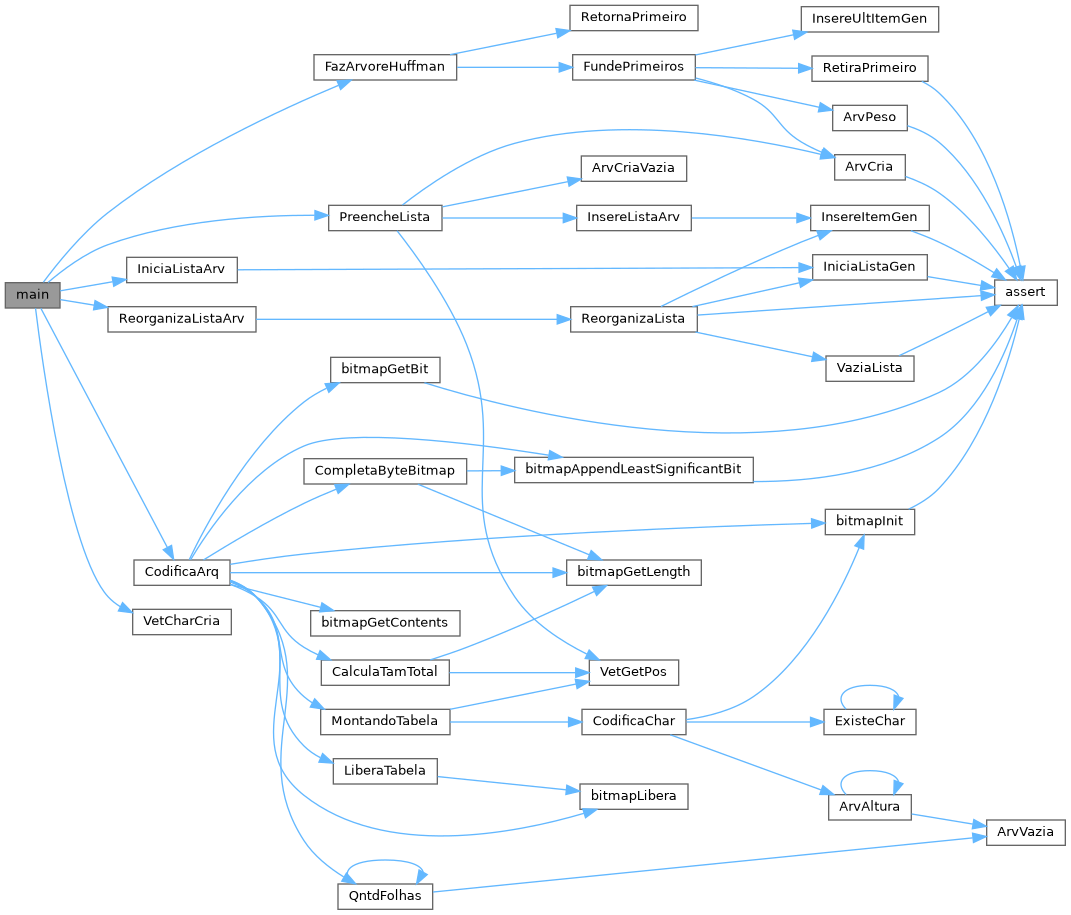 RetornaPrimeiro
InsereUltItemGen
FazArvoreHuffman
FundePrimeiros
RetiraPrimeiro
ArvPeso
ArvCriaVazia
ArvCria
PreencheLista
InsereListaArv
InsereItemGen
IniciaListaArv
IniciaListaGen
main
assert
ReorganizaListaArv
ReorganizaLista
VaziaLista
bitmapGetBit
CompletaByteBitmap
bitmapAppendLeastSignificantBit
bitmapInit
CodificaArq
bitmapGetLength
VetCharCria
bitmapGetContents
CalculaTamTotal
VetGetPos
MontandoTabela
CodificaChar
ExisteChar
LiberaTabela
bitmapLibera
ArvAltura
ArvVazia
QntdFolhas